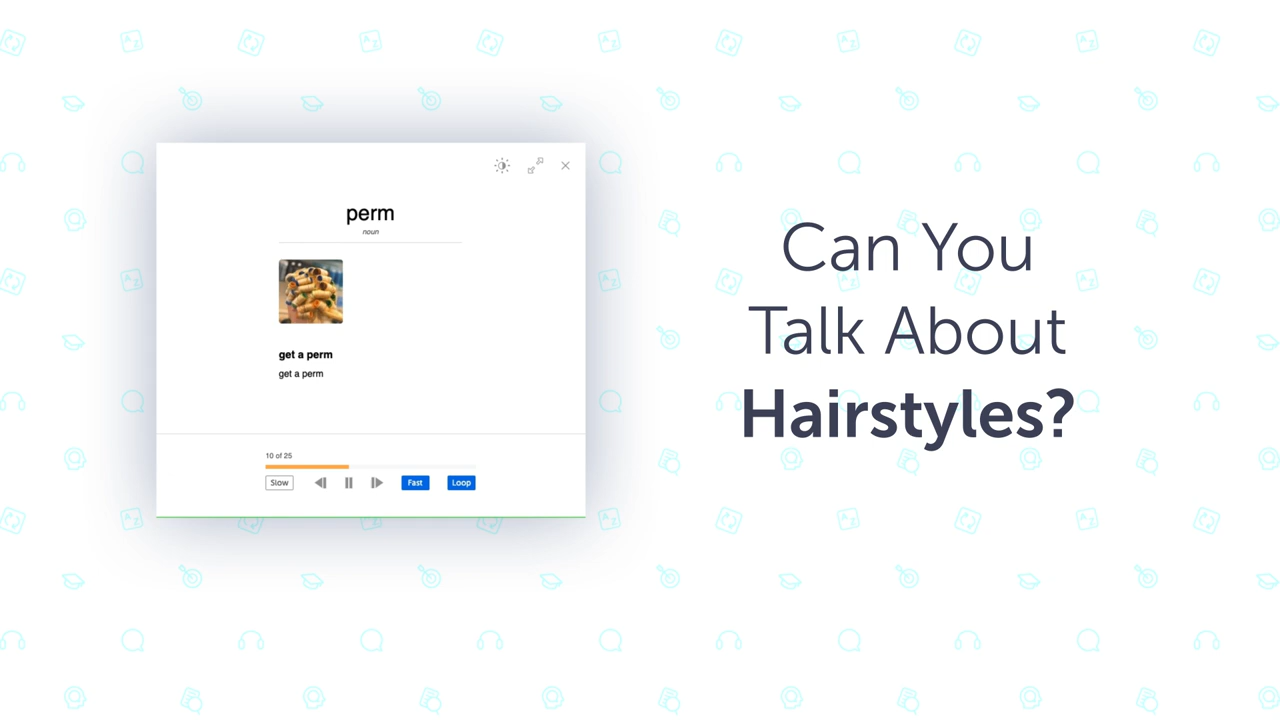 perm
noun
get a perm
get a perm
10 of 25
Slow
Fast
Loop
Can You
Talk About
Hairstyles?